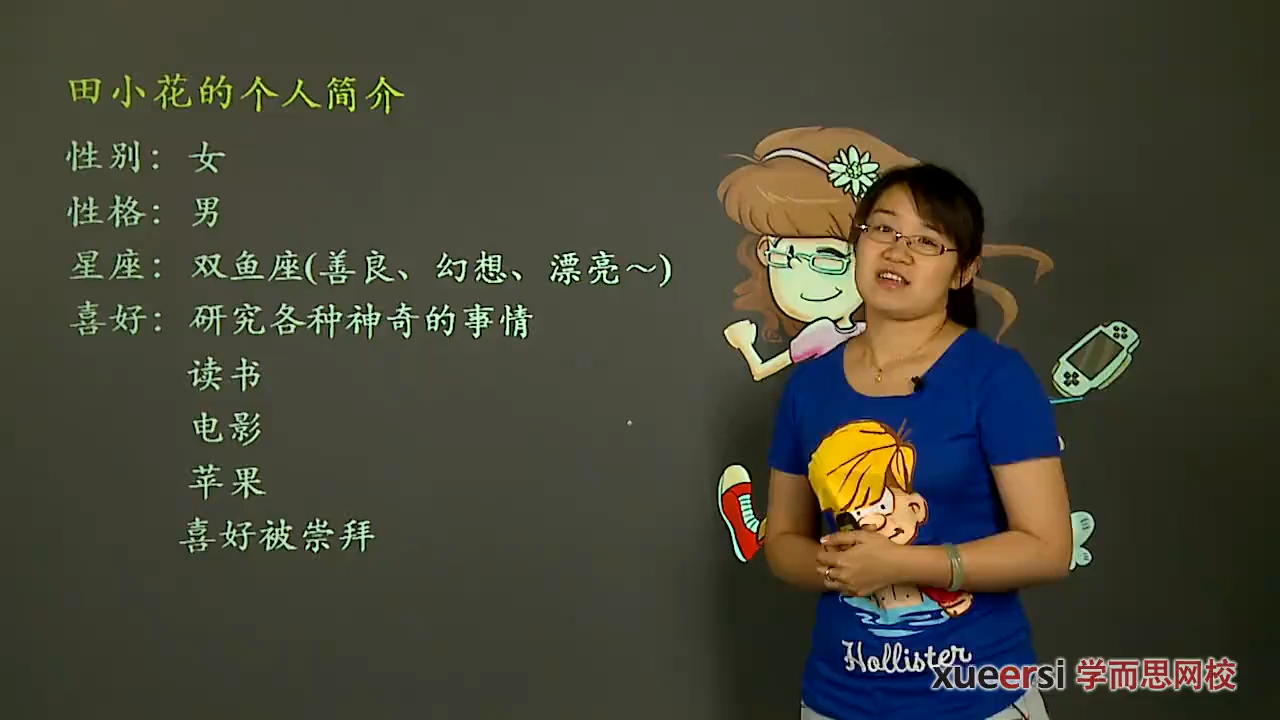 田小花的个人简介
性别：女
性格：男
星座：双鱼座(善良、幻想、漂亮～)
喜好：研究各种神奇的事情
读书
电影
苹果
喜好被崇拜
Hollister
xueersi 学而思网校